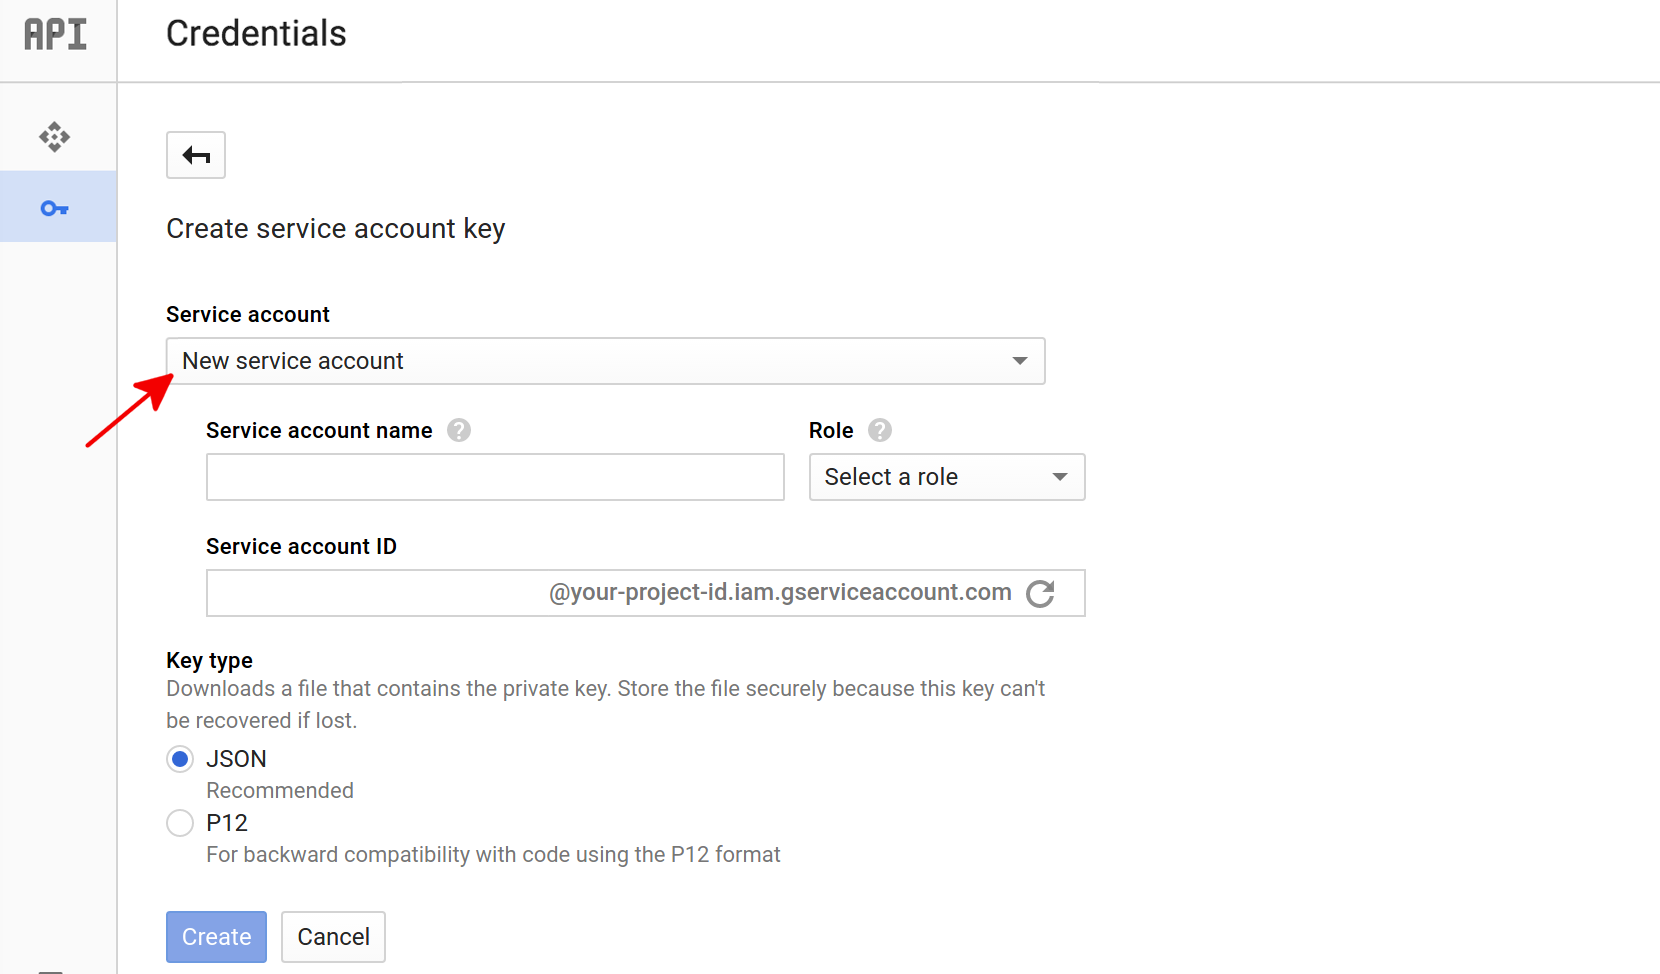 API
Credentials
Create service account key
Service account
New service account
Service account name ?
Role ?
Select a role
Service account ID
@your-project-id.iam.gserviceaccount.com
Key type
Downloads a file that contains the private key. Store the file securely because this key can't
be recovered if lost.
JSON
Recommended
P12
For backward compatibility with code using the P12 format
Create Cancel